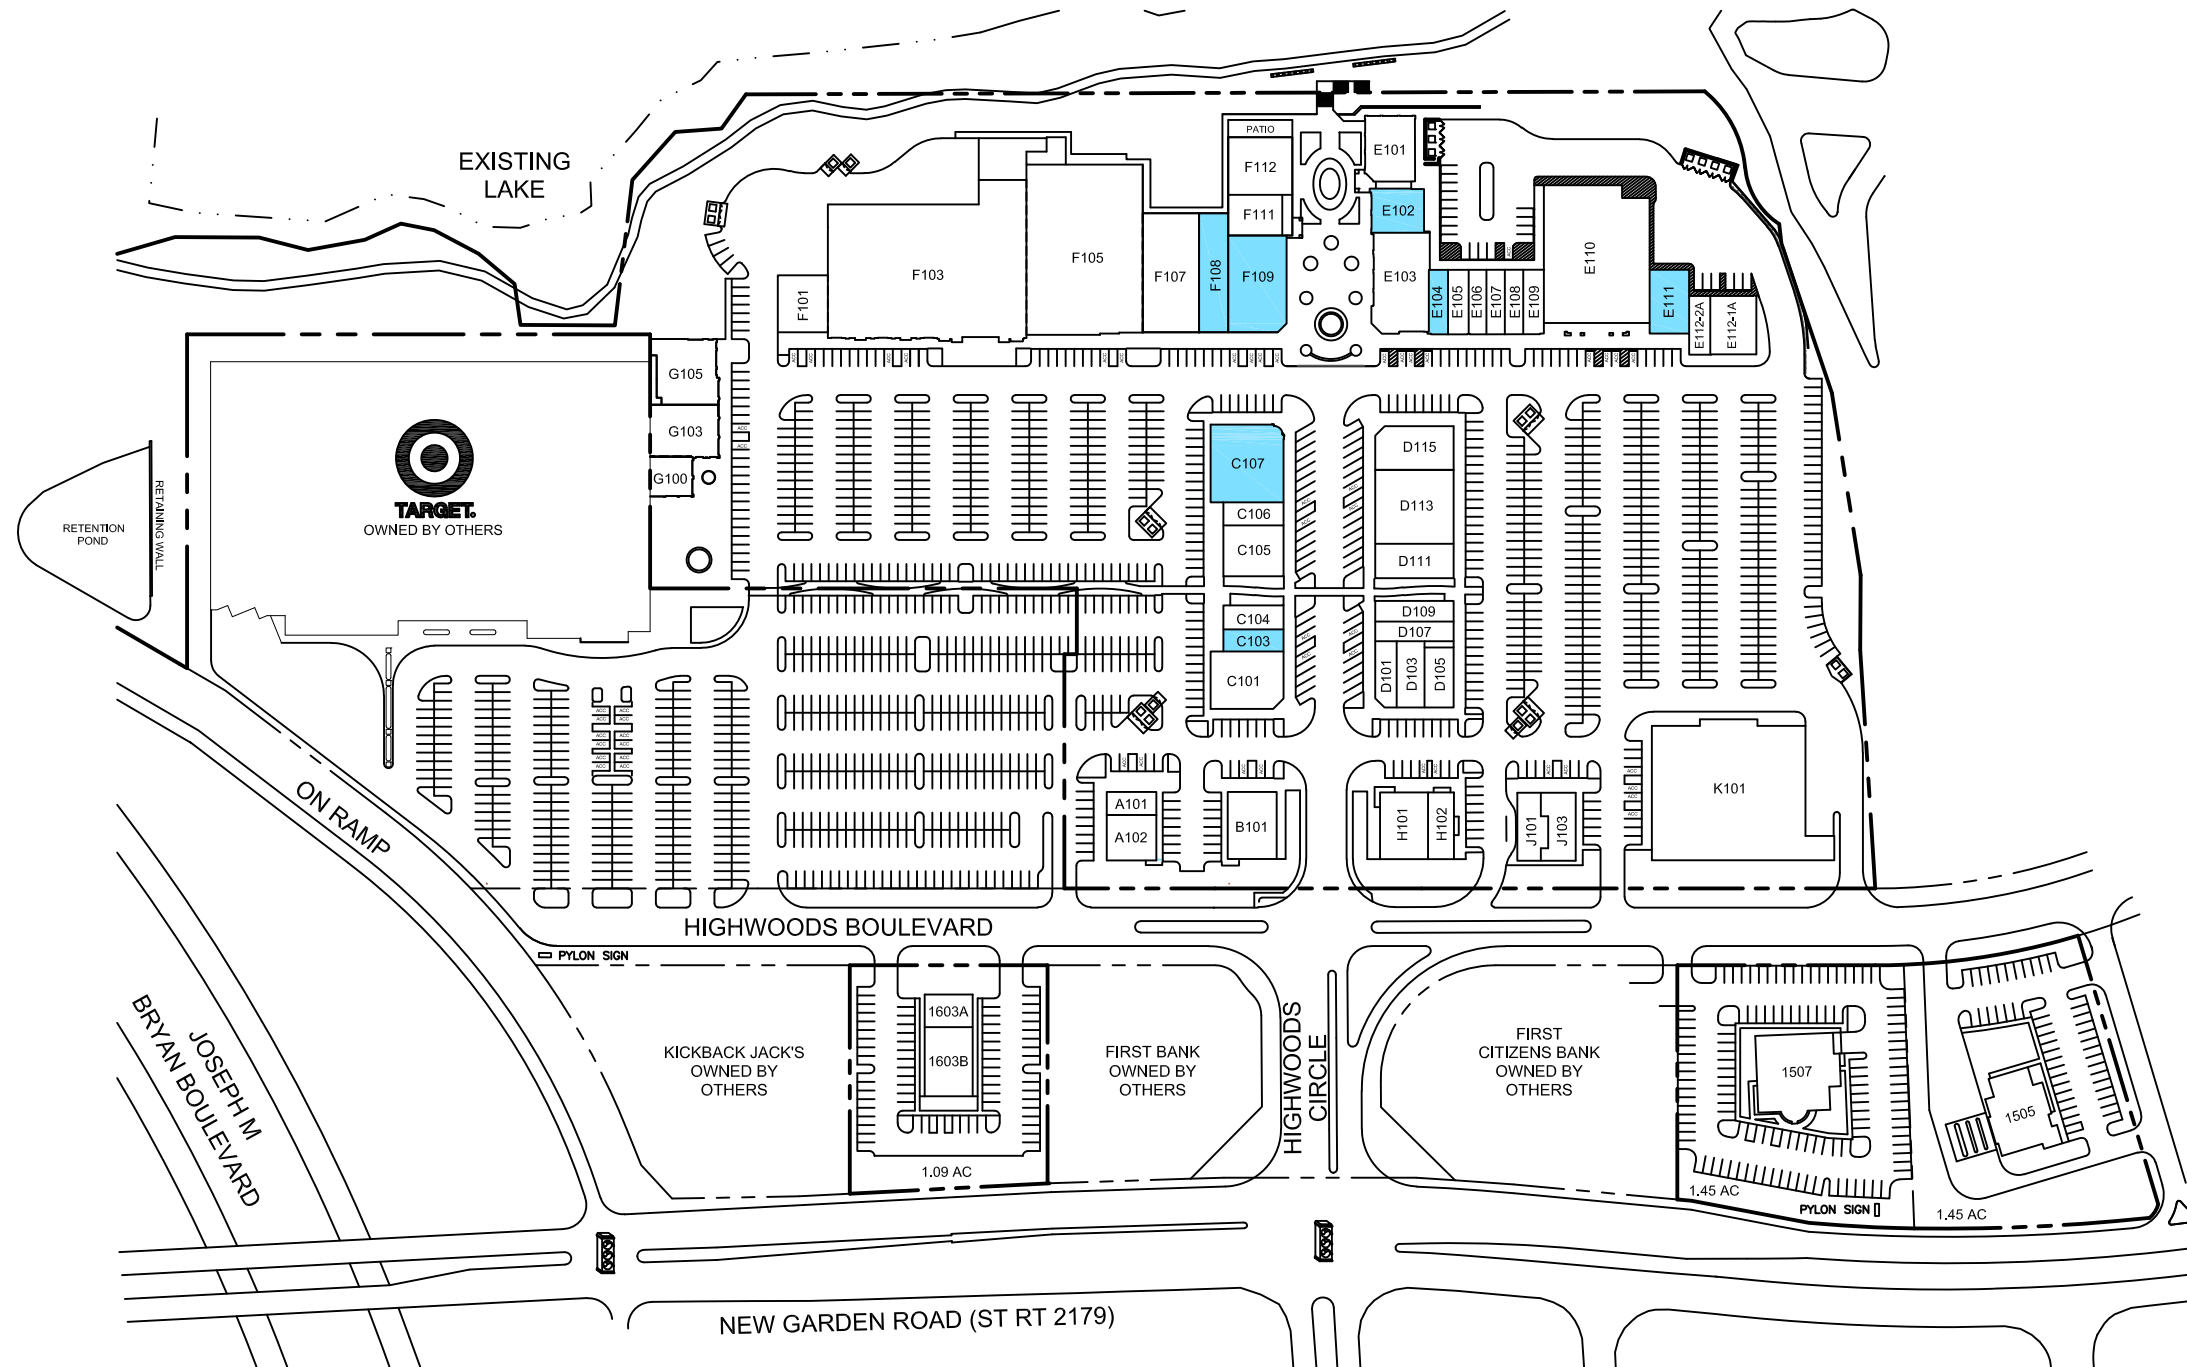 EXISTING
LAKE
PATIO
F112
F111
E101
E102
E103
F101
F103
F105
F107
F108
F109
E104
E105
E106
E107
E108
E109
E110
E111
E112-2A
E112-1A
G105
G103
G100
TARGET.
OWNED BY OTHERS
RETENTION
POND
RETAINING WALL
C107
C106
C105
C104
C103
C101
D115
D113
D111
D109
D107
D101
D103
D105
A101
A102
B101
H101
H102
J101
J103
K101
ON RAMP
HIGHWOODS BOULEVARD
PYLON SIGN
JOSEPH M
BRYAN BOULEVARD
KICKBACK JACK'S
OWNED BY
OTHERS
1603A
1603B
1.09 AC
FIRST BANK
OWNED BY
OTHERS
HIGHWOODS
CIRCLE
FIRST
CITIZENS BANK
OWNED BY
OTHERS
1507
1505
1.45 AC
PYLON SIGN
1.45 AC
NEW GARDEN ROAD (ST RT 2179)